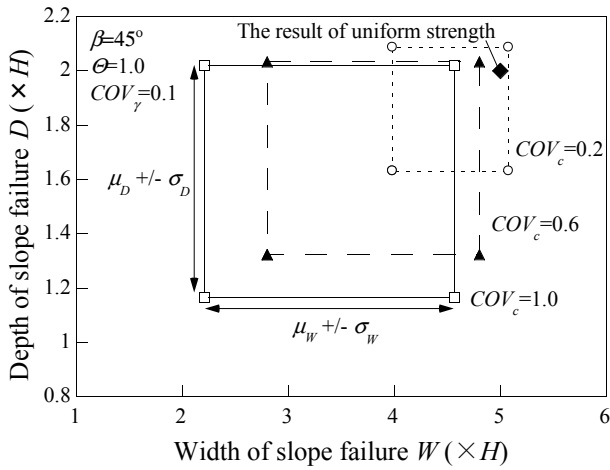 The result of uniform strength
β=45°
Θ=1.0
COVγ=0.1
μD +/- σD
COVc=0.2
COVc=0.6
COVc=1.0
μW +/- σW
Depth of slope failure D (×H)
2.2
2
1.8
1.6
1.4
1.2
1
0.8
1 2 3 4 5 6
Width of slope failure W (×H)